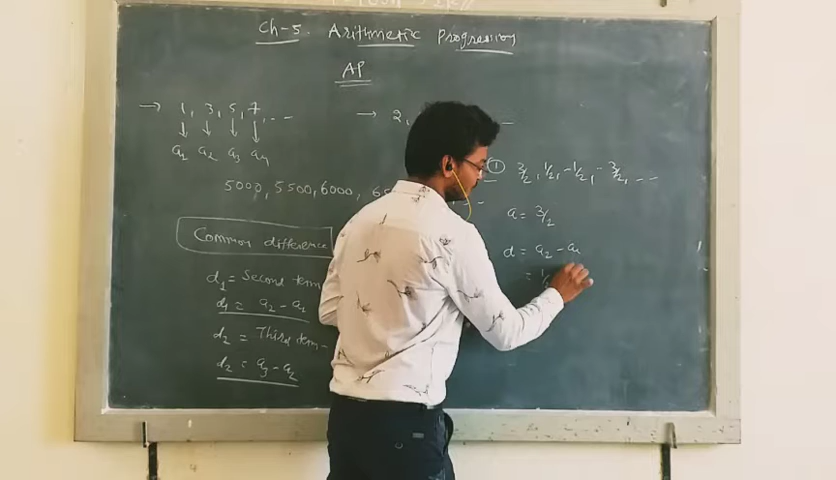 Ch-5. Arithmetic Progression
AP
→ 1, 3, 5, 7, ...
a1 a2 a3 a4
→ 2,
5000, 5500, 6000, 65
Common difference
d1 = Second term
d1 = a2 - a1
d2 = Third term -
d2 = a3 - a2
① 3/2, 1/2, -1/2, -3/2, ...
a = 3/2
d = a2 - a1